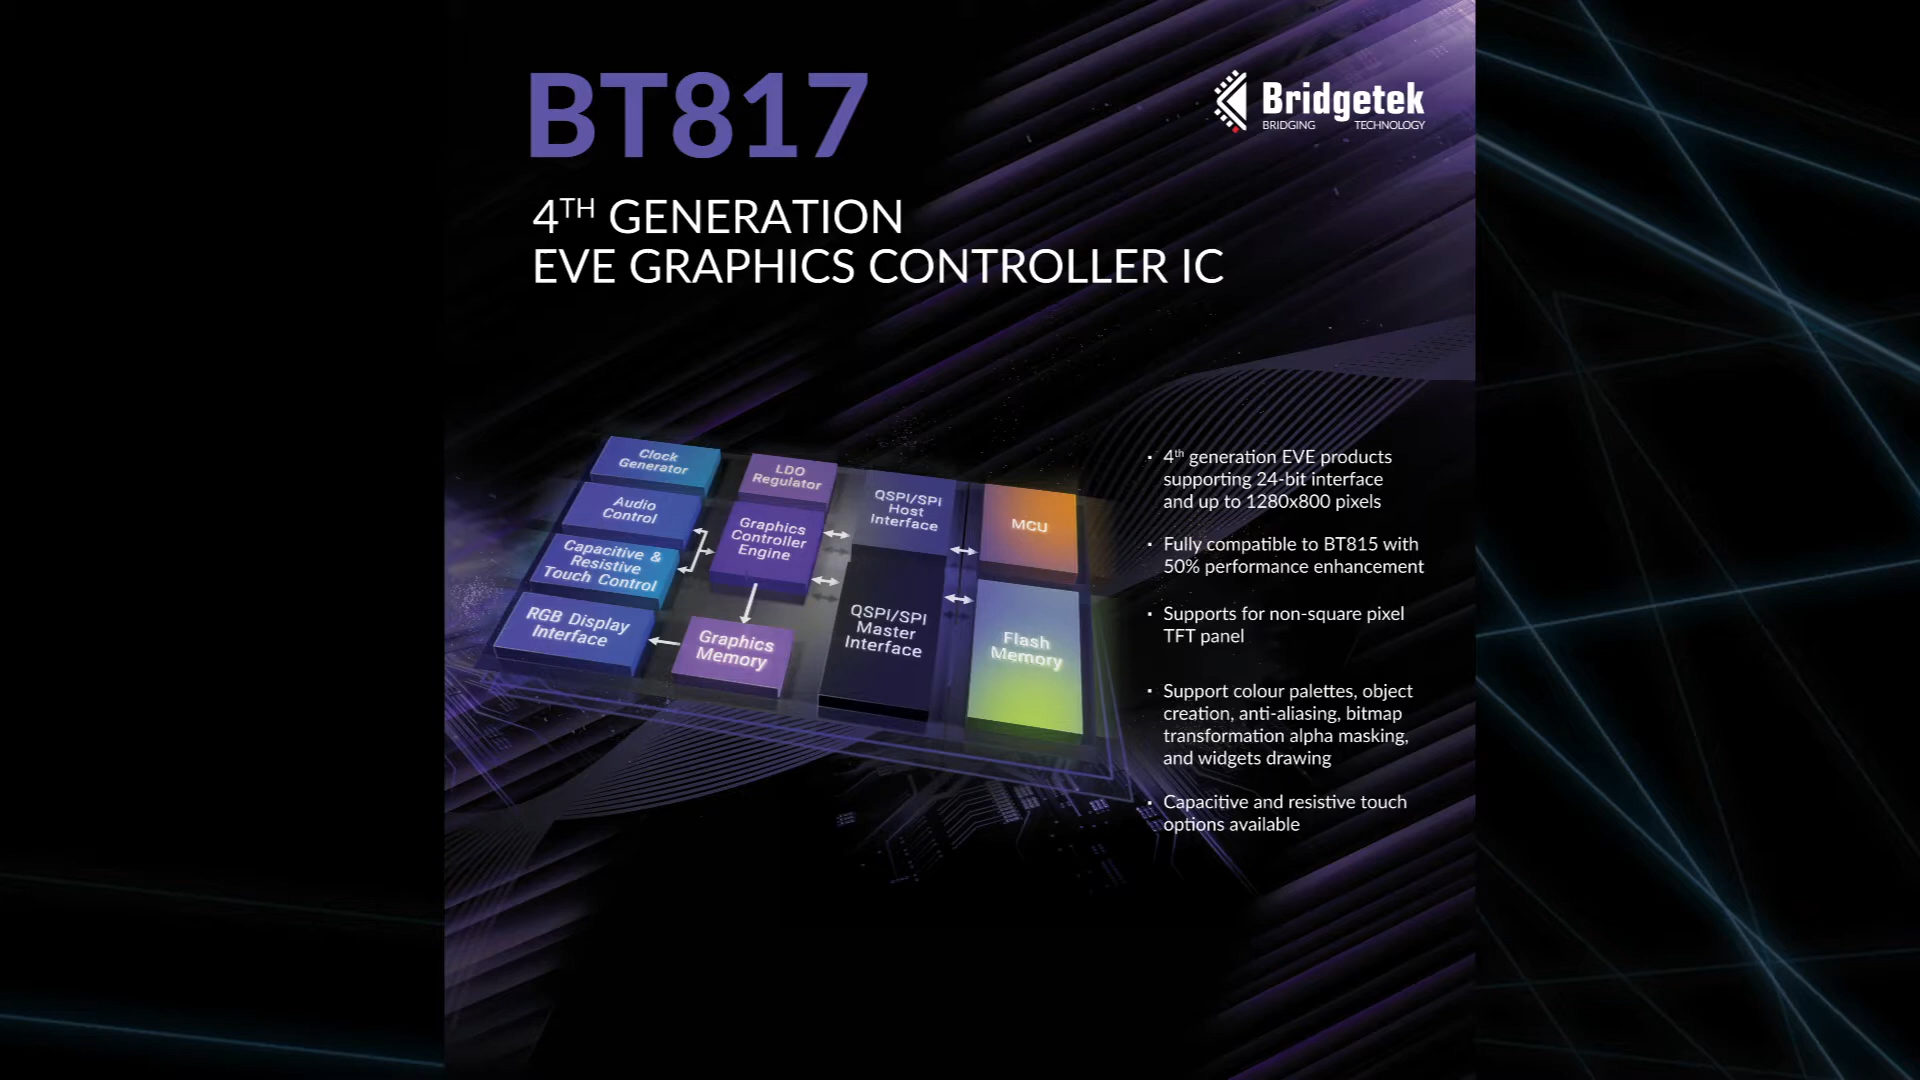 BT817
Bridgetek
BRIDGING TECHNOLOGY
4TH GENERATION
EVE GRAPHICS CONTROLLER IC
Clock
Generator
LDO
Regulator
Audio
Control
Graphics
Controller
Engine
QSPI/SPI
Host
Interface
MCU
Capacitive &
Resistive
Touch Control
RGB Display
Interface
Graphics
Memory
QSPI/SPI
Master
Interface
Flash
Memory
· 4th generation EVE products
supporting 24-bit interface
and up to 1280x800 pixels
· Fully compatible to BT815 with
50% performance enhancement
· Supports for non-square pixel
TFT panel
· Support colour palettes, object
creation, anti-aliasing, bitmap
transformation alpha masking,
and widgets drawing
· Capacitive and resistive touch
options available